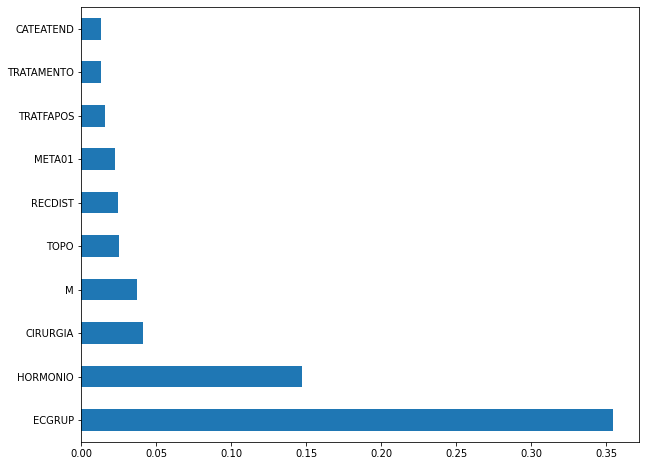 CATEATEND
TRATAMENTO
TRATFAPOS
META01
RECDIST
TOPO
M
CIRURGIA
HORMONIO
ECGRUP
0.00 0.05 0.10 0.15 0.20 0.25 0.30 0.35